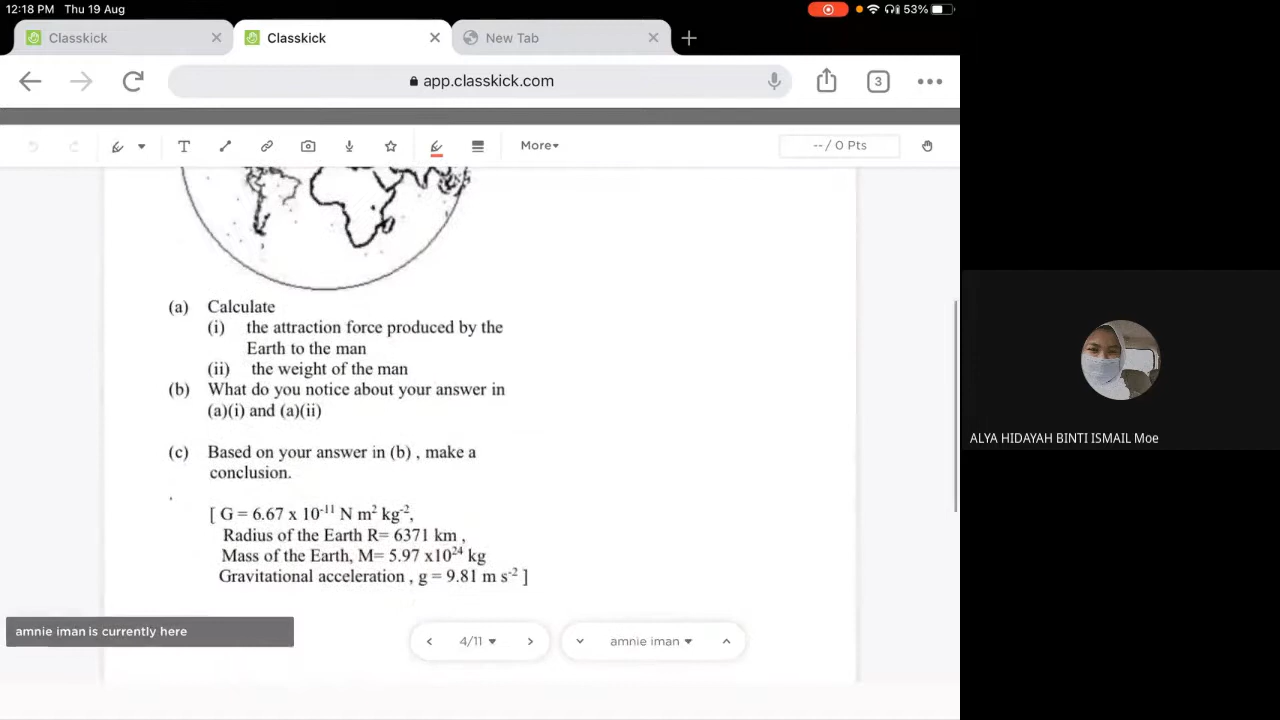 12:18 PM Thu 19 Aug
53%
Classkick
Classkick
New Tab
app.classkick.com
3
T
More
-- / 0 Pts
(a) Calculate
(i) the attraction force produced by the
Earth to the man
(ii) the weight of the man
(b) What do you notice about your answer in
(a)(i) and (a)(ii)
(c) Based on your answer in (b) , make a
conclusion.
[ G = 6.67 x 10⁻¹¹ N m² kg⁻²,
Radius of the Earth R= 6371 km ,
Mass of the Earth, M= 5.97 x10²⁴ kg
Gravitational acceleration , g = 9.81 m s⁻² ]
amnie iman is currently here
4/11
amnie iman
ALYA HIDAYAH BINTI ISMAIL Moe